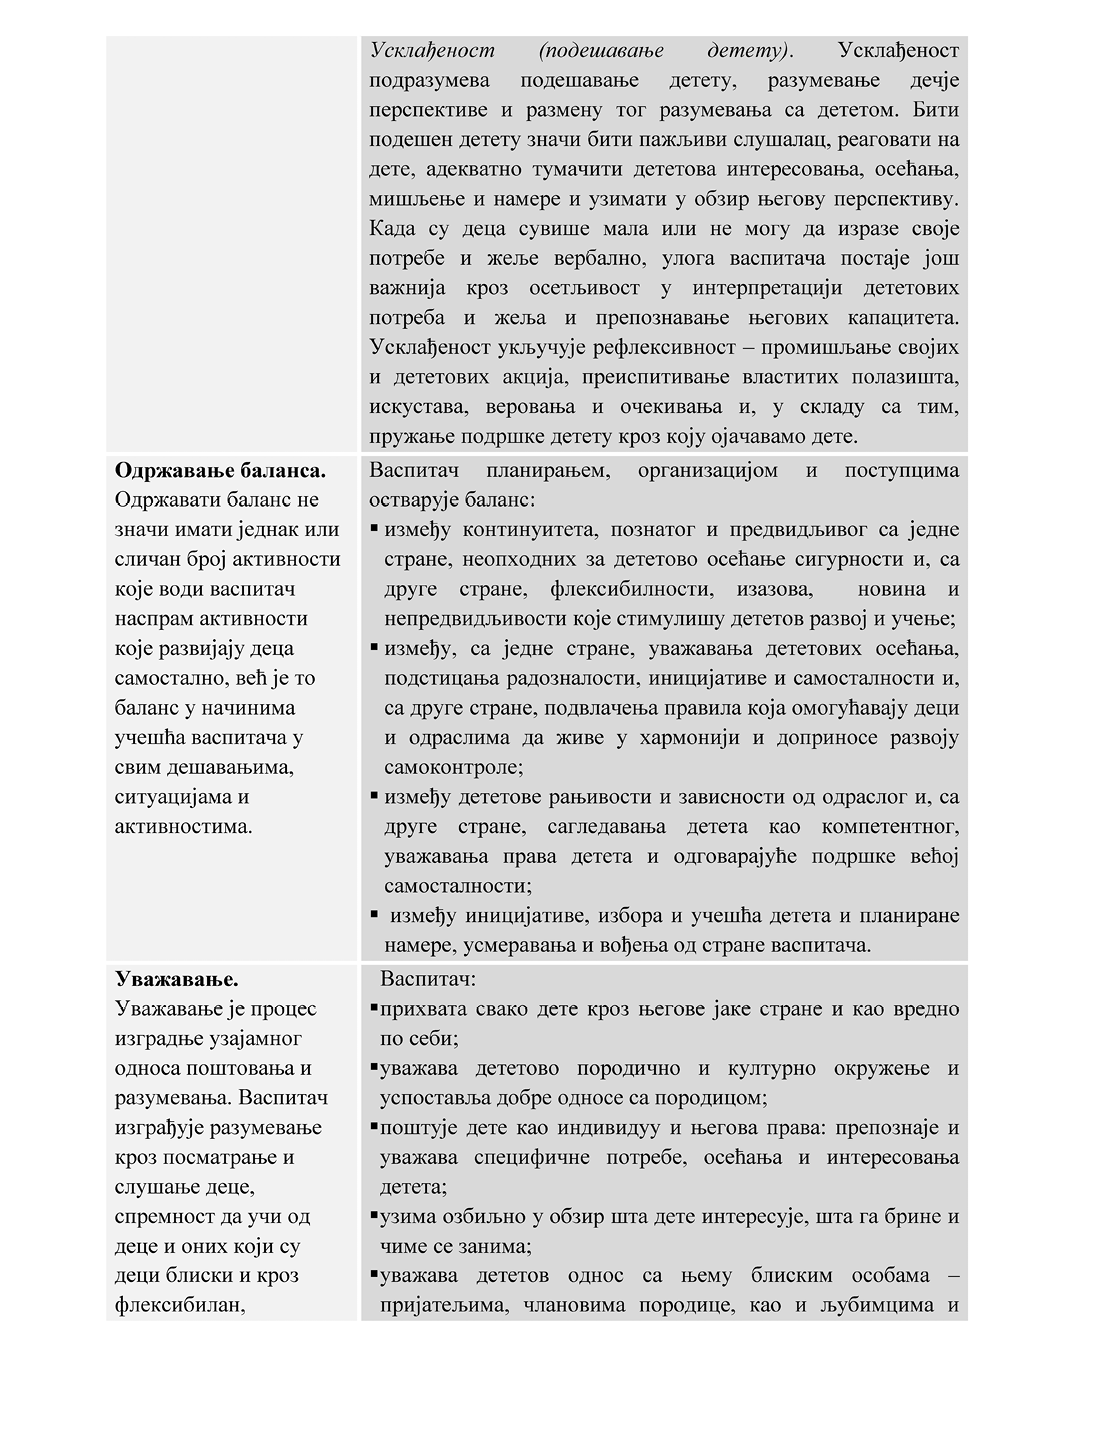 Усклађеност (подешавање детету). Усклађеност
подразумева подешавање детету, разумевање дечје
перспективе и размену тог разумевања са дететом. Бити
подешен детету значи бити пажљиви слушалац, реаговати на
дете, адекватно тумачити дететова интересовања, осећања,
мишљење и намере и узимати у обзир његову перспективу.
Када су деца сувише мала или не могу да изразе своје
потребе и жеље вербално, улога васпитача постаје још
важнија кроз осетљивост у интерпретацији дететових
потреба и жеља и препознавање његових капацитета.
Усклађеност укључује рефлексивност – промишљање својих
и дететових акција, преиспитивање властитих полазишта,
искустава, веровања и очекивања и, у складу са тим,
пружање подршке детету кроз коју ојачавамо дете.
Одржавање баланса.
Одржавати баланс не
значи имати једнак или
сличан број активности
које води васпитач
наспрам активности
које развијају деца
самостално, већ је то
баланс у начинима
учешћа васпитача у
свим дешавањима,
ситуацијама и
активностима.
Васпитач планирањем, организацијом и поступцима
остварује баланс:
▪ између континуитета, познатог и предвидљивог са једне
стране, неопходних за дететово осећање сигурности и, са
друге стране, флексибилности, изазова, новина и
непредвидљивости које стимулишу дететов развој и учење;
▪ између, са једне стране, уважавања дететових осећања,
подстицања радозналости, иницијативе и самосталности и,
са друге стране, подвлачења правила која омогућавају деци
и одраслима да живе у хармонији и доприносе развоју
самоконтроле;
▪ између дететове рањивости и зависности од одраслог и, са
друге стране, сагледавања детета као компетентног,
уважавања права детета и одговарајуће подршке већој
самосталности;
▪ између иницијативе, избора и учешћа детета и планиране
намере, усмеравања и вођења од стране васпитача.
Уважавање.
Уважавање је процес
изградње узајамног
односа поштовања и
разумевања. Васпитач
изграђује разумевање
кроз посматрање и
слушање деце,
спремност да учи од
деце и оних који су
деци блиски и кроз
флексибилан,
Васпитач:
▪прихвата свако дете кроз његове јаке стране и као вредно
по себи;
▪уважава дететово породично и културно окружење и
успоставља добре односе са породицом;
▪поштује дете као индивидуу и његова права: препознаје и
уважава специфичне потребе, осећања и интересовања
детета;
▪узима озбиљно у обзир шта дете интересује, шта га брине и
чиме се занима;
▪уважава дететов однос са њему блиским особама –
пријатељима, члановима породице, као и љубимцима и